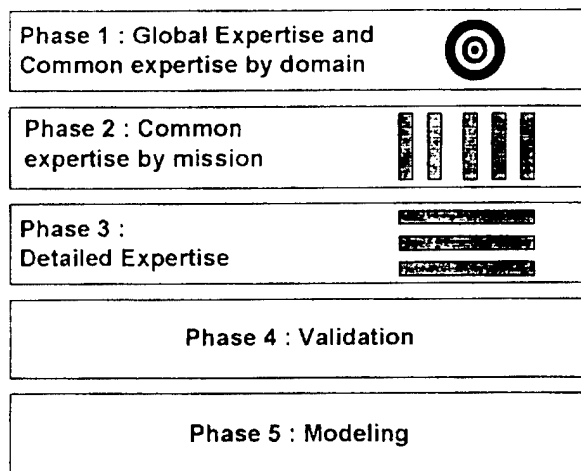 Phase 1 : Global Expertise and
Common expertise by domain
Phase 2 : Common
expertise by mission
Phase 3 :
Detailed Expertise
Phase 4 : Validation
Phase 5 : Modeling